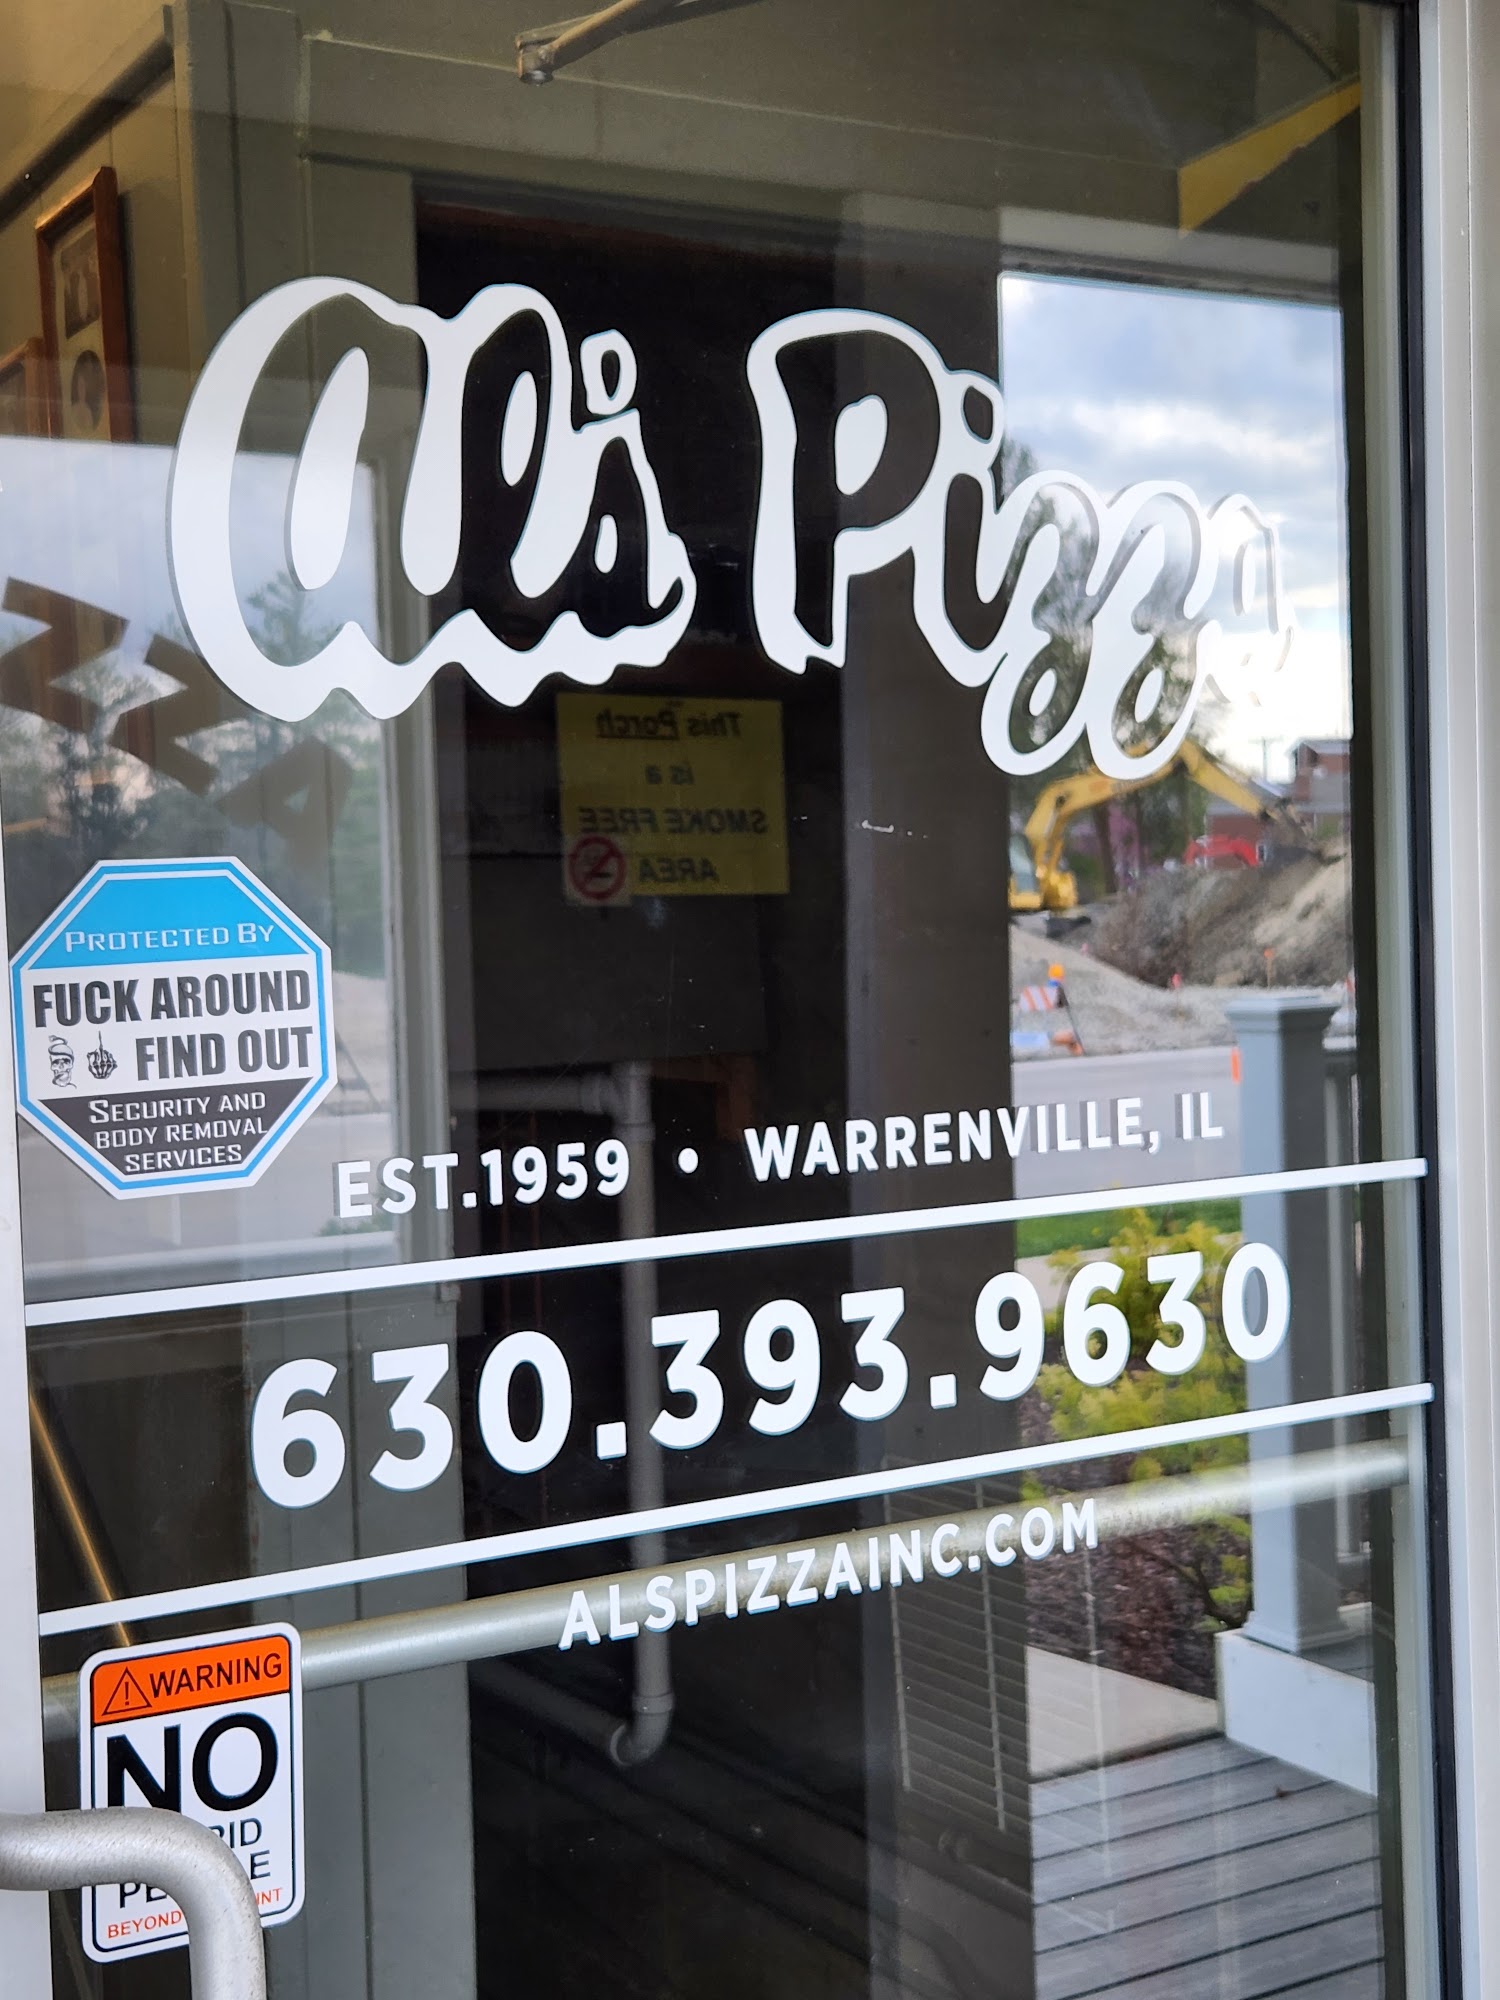 Al's Pizza
This Porch
is a
SMOKE FREE
AREA
PROTECTED BY
FUCK AROUND
FIND OUT
SECURITY AND
BODY REMOVAL
SERVICES
EST.1959 • WARRENVILLE, IL
630.393.9630
ALSPIZZAINC.COM
WARNING
NO
BEYOND